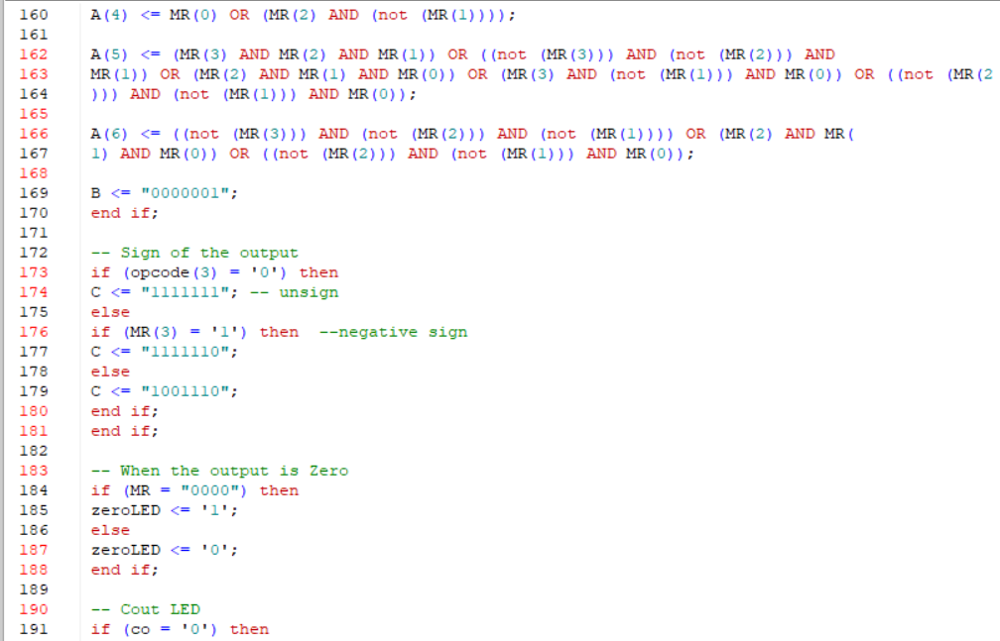 160 A(4) <= MR(0) OR (MR(2) AND (not (MR(1))));
161
162 A(5) <= (MR(3) AND MR(2) AND MR(1)) OR ((not (MR(3))) AND (not (MR(2))) AND
163 MR(1)) OR (MR(2) AND MR(1) AND MR(0)) OR (MR(3) AND (not (MR(1))) AND MR(0)) OR ((not (MR(2
164 ))) AND (not (MR(1))) AND MR(0));
165
166 A(6) <= ((not (MR(3))) AND (not (MR(2))) AND (not (MR(1)))) OR (MR(2) AND MR(
167 1) AND MR(0)) OR ((not (MR(2))) AND (not (MR(1))) AND MR(0));
168
169 B <= "0000001";
170 end if;
171
172 -- Sign of the output
173 if (opcode(3) = '0') then
174 C <= "1111111"; -- unsign
175 else
176 if (MR(3) = '1') then --negative sign
177 C <= "1111110";
178 else
179 C <= "1001110";
180 end if;
181 end if;
182
183 -- When the output is Zero
184 if (MR = "0000") then
185 zeroLED <= '1';
186 else
187 zeroLED <= '0';
188 end if;
189
190 -- Cout LED
191 if (co = '0') then